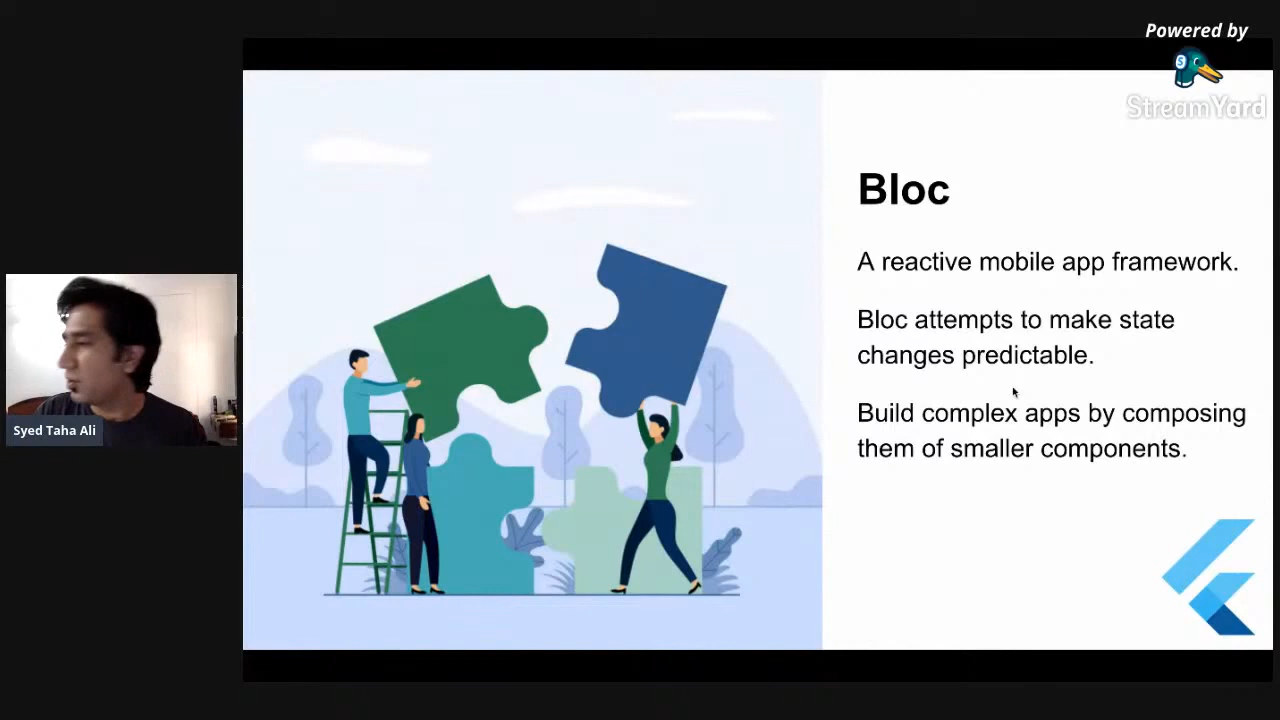 Powered by
S
StreamYard
Bloc
A reactive mobile app framework.
Bloc attempts to make state
changes predictable.
Build complex apps by composing
them of smaller components.
Syed Taha Ali